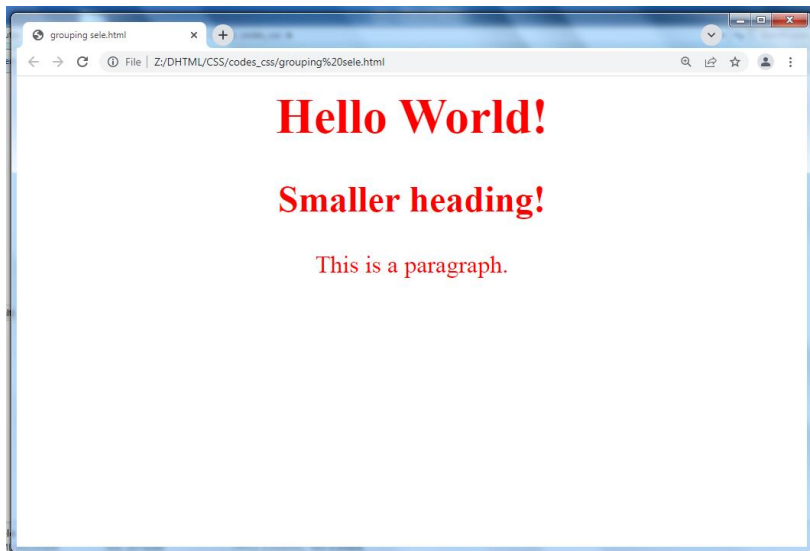 grouping sele.html
File | Z:/DHTML/CSS/codes_css/grouping%20sele.html
Hello World!
Smaller heading!
This is a paragraph.